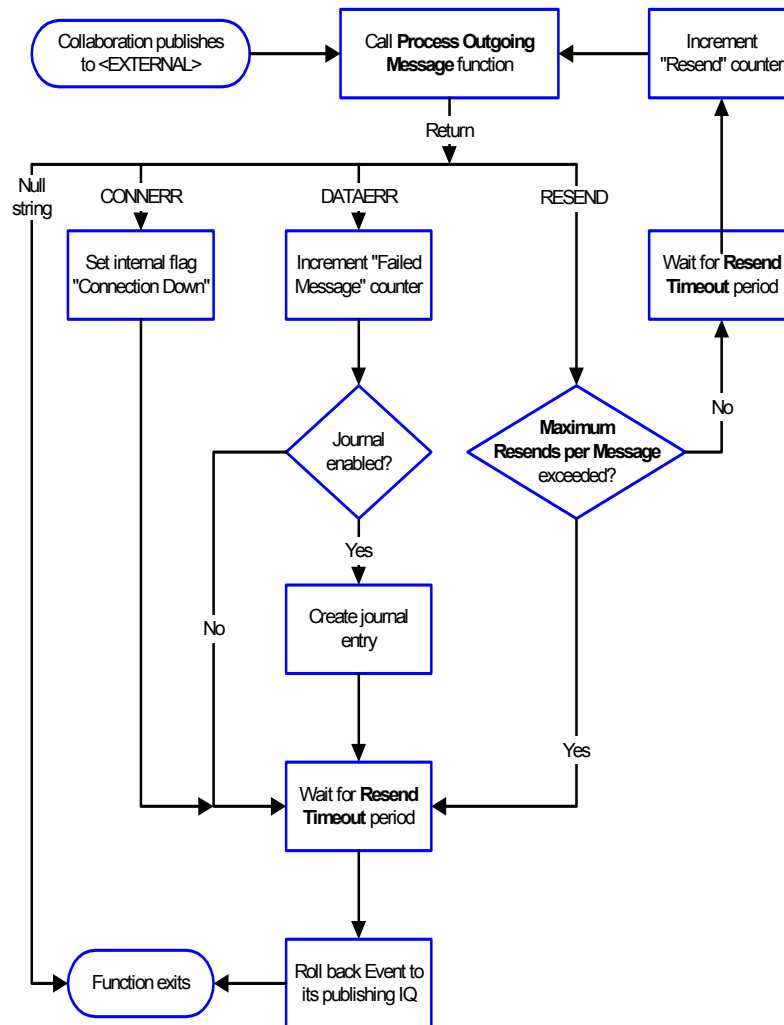 Collaboration publishes
to <EXTERNAL>
Call Process Outgoing
Message function
Increment
"Resend" counter
Return
Null
string
CONNERR
DATAERR
RESEND
Set internal flag
"Connection Down"
Increment "Failed
Message" counter
Wait for Resend
Timeout period
No
Journal
enabled?
Maximum
Resends per Message
exceeded?
Yes
No
Create journal
entry
Yes
Wait for Resend
Timeout period
Function exits
Roll back Event to
its publishing IQ